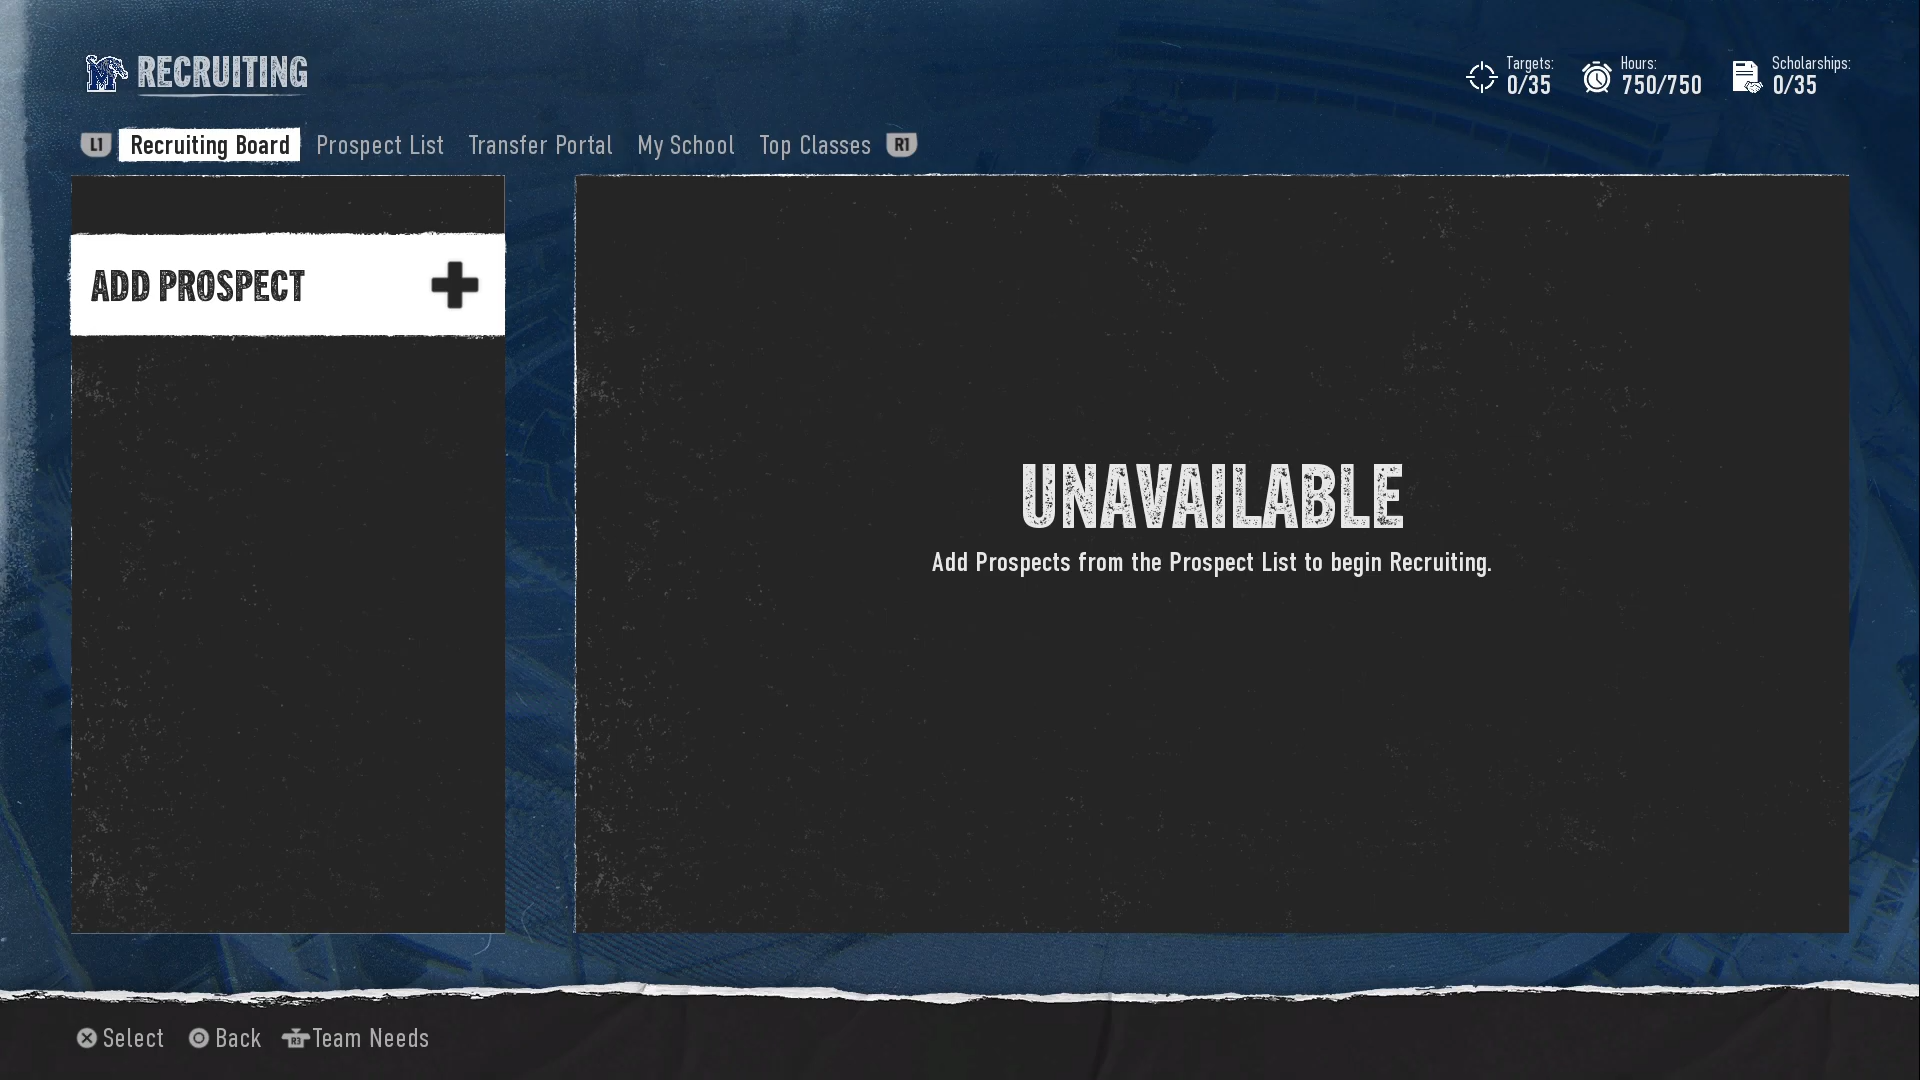 RECRUITING
Targets:
0/35
Hours:
750/750
Scholarships:
0/35
L1 Recruiting Board Prospect List Transfer Portal My School Top Classes R1
ADD PROSPECT
UNAVAILABLE
Add Prospects from the Prospect List to begin Recruiting.
Select Back R3 Team Needs